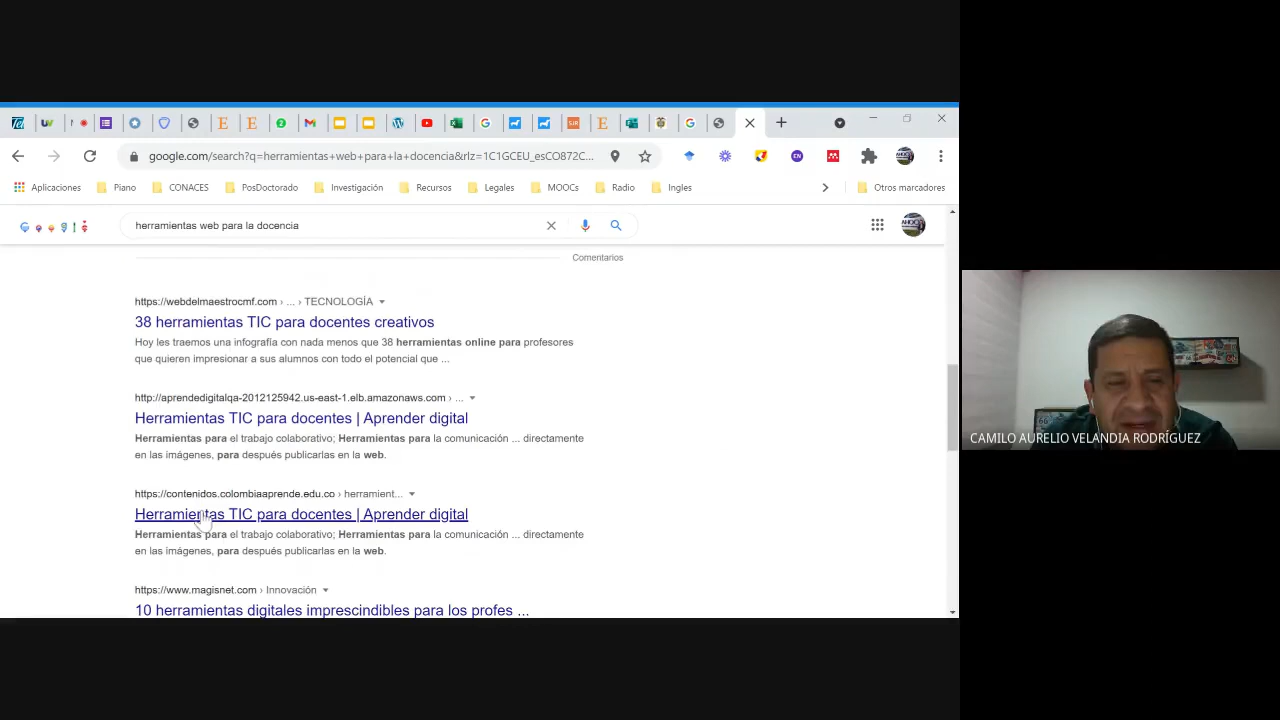 google.com/search?q=herramientas+web+para+la+docencia&rlz=1C1GCEU_esCO872C...
Aplicaciones Piano CONACES PosDoctorado Investigación Recursos Legales MOOCs Radio Ingles Otros marcadores
Google
herramientas web para la docencia
Comentarios
https://webdelmaestrocmf.com › ... › TECNOLOGÍA
38 herramientas TIC para docentes creativos
Hoy les traemos una infografía con nada menos que 38 herramientas online para profesores
que quieren impresionar a sus alumnos con todo el potencial que ...
http://aprendedigitalqa-2012125942.us-east-1.elb.amazonaws.com › ...
Herramientas TIC para docentes | Aprender digital
Herramientas para el trabajo colaborativo; Herramientas para la comunicación ... directamente
en las imágenes, para después publicarlas en la web.
https://contenidos.colombiaaprende.edu.co › herramient...
Herramientas TIC para docentes | Aprender digital
Herramientas para el trabajo colaborativo; Herramientas para la comunicación ... directamente
en las imágenes, para después publicarlas en la web.
https://www.magisnet.com › Innovación
10 herramientas digitales imprescindibles para los profes ...
CAMILO AURELIO VELANDIA RODRÍGUEZ